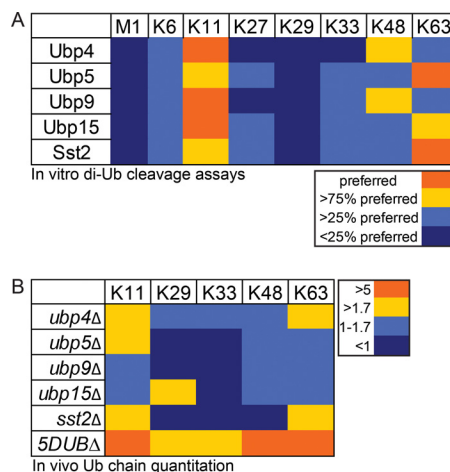 A
M1 K6 K11 K27 K29 K33 K48 K63
Ubp4
Ubp5
Ubp9
Ubp15
Sst2
In vitro di-Ub cleavage assays
preferred
>75% preferred
>25% preferred
<25% preferred
B
K11 K29 K33 K48 K63
ubp4Δ
ubp5Δ
ubp9Δ
ubp15Δ
sst2Δ
5DUBΔ
In vivo Ub chain quantitation
>5
>1.7
1-1.7
<1